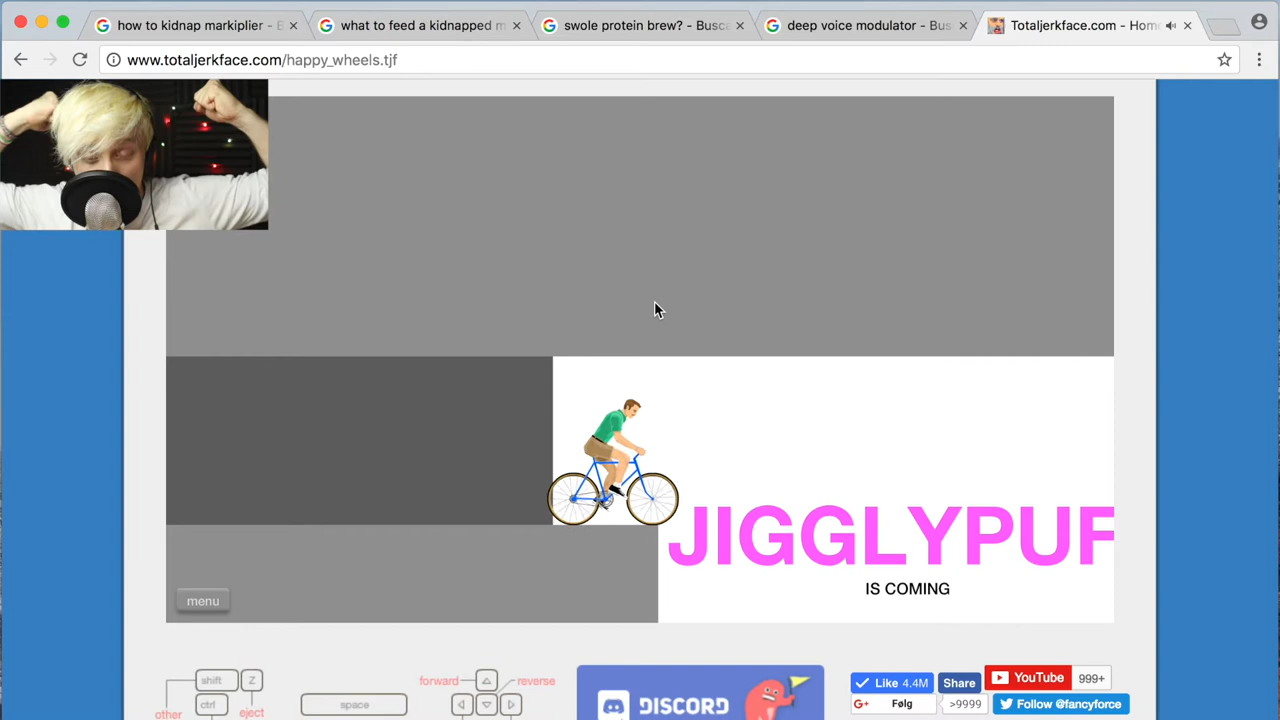 how to kidnap markiplier - B
what to feed a kidnapped m
swole protein brew? - Busca
deep voice modulator - Bus
Totaljerkface.com - Hom
www.totaljerkface.com/happy_wheels.tjf
JIGGLYPUF
IS COMING
menu
shift Z
ctrl
other
eject
space
forward
reverse
DISCORD
Like 4.4M Share YouTube 999+
G+ Følg >9999 Follow @fancyforce